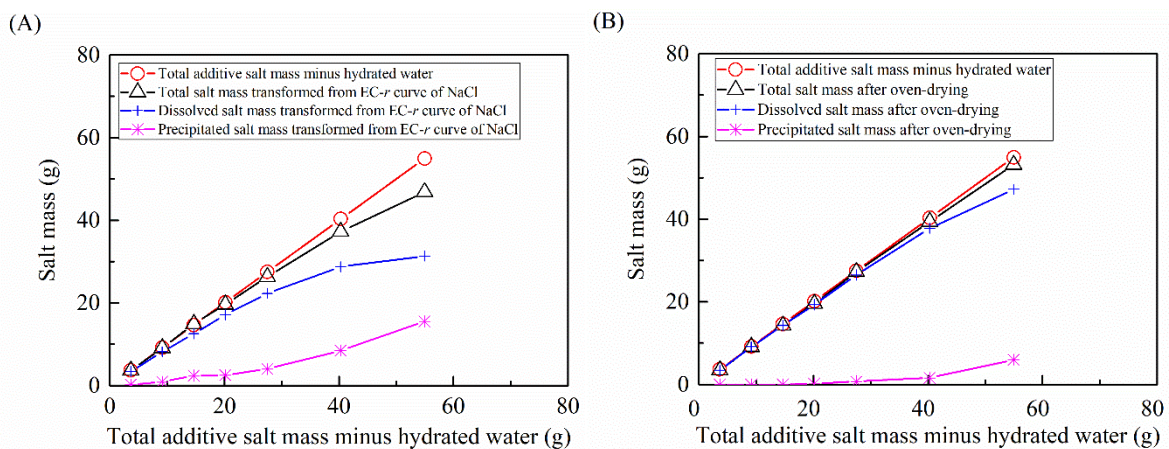 (A)
80
60
40
20
0
Salt mass (g)
Total additive salt mass minus hydrated water
Total salt mass transformed from EC-r curve of NaCl
Dissolved salt mass transformed from EC-r curve of NaCl
Precipitated salt mass transformed from EC-r curve of NaCl
0 20 40 60 80
Total additive salt mass minus hydrated water (g)
(B)
80
60
40
20
0
Salt mass (g)
Total additive salt mass minus hydrated water
Total salt mass after oven-drying
Dissolved salt mass after oven-drying
Precipitated salt mass after oven-drying
0 20 40 60 80
Total additive salt mass minus hydrated water (g)